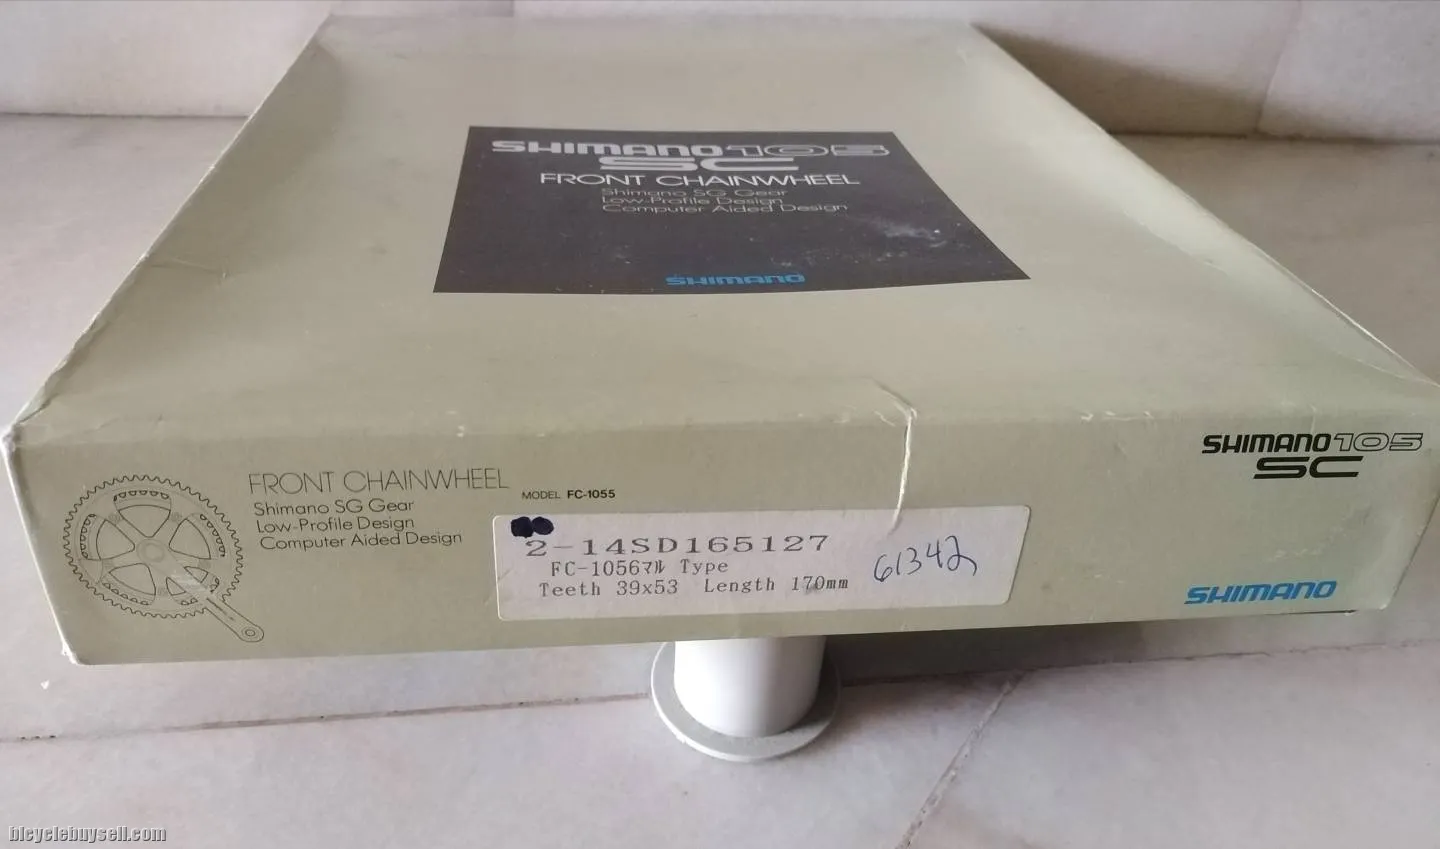 SHIMANO 105
SC
FRONT CHAINWHEEL
Shimano SG Gear
Low-Profile Design
Computer Aided Design
SHIMANO
FRONT CHAINWHEEL
Shimano SG Gear
Low-Profile Design
Computer Aided Design
MODEL FC-1055
2-14SD165127
FC-1056マル Type
Teeth 39x53 Length 170mm
61342
SHIMANO 105
SC
SHIMANO
bicyclebuysell.com